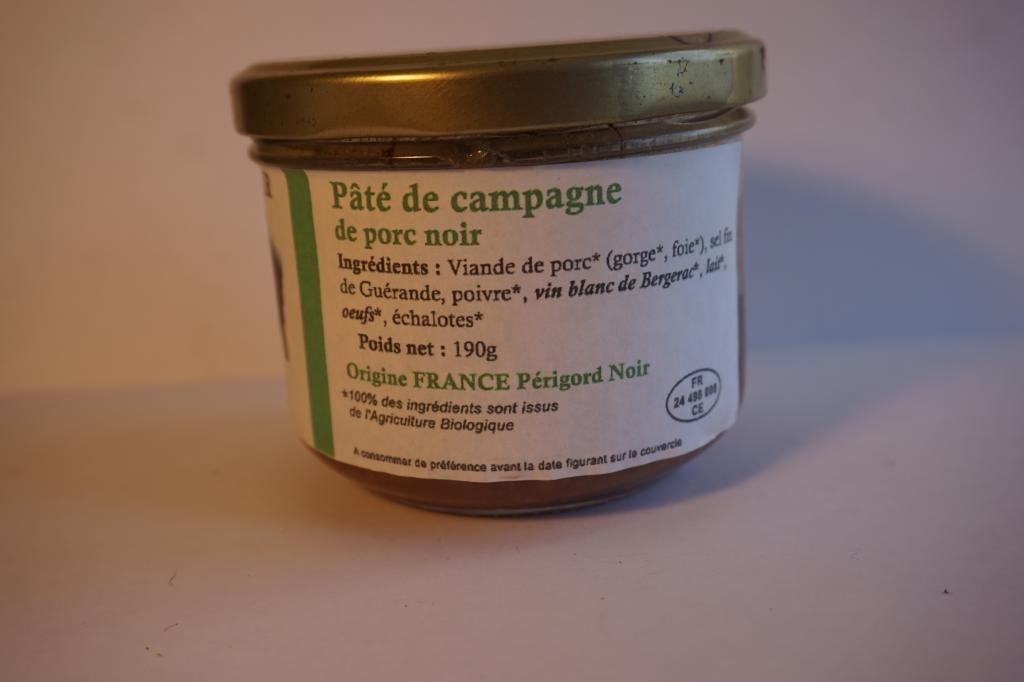 Pâté de campagne
de porc noir
Ingrédients : Viande de porc* (gorge*, foie*), sel fin
de Guérande, poivre*, vin blanc de Bergerac*, lait*,
oeufs*, échalotes*
Poids net : 190g
Origine FRANCE Périgord Noir
*100% des ingrédients sont issus
de l'Agriculture Biologique
FR
24 498
CE
A consommer de préférence avant la date figurant sur le couvercle